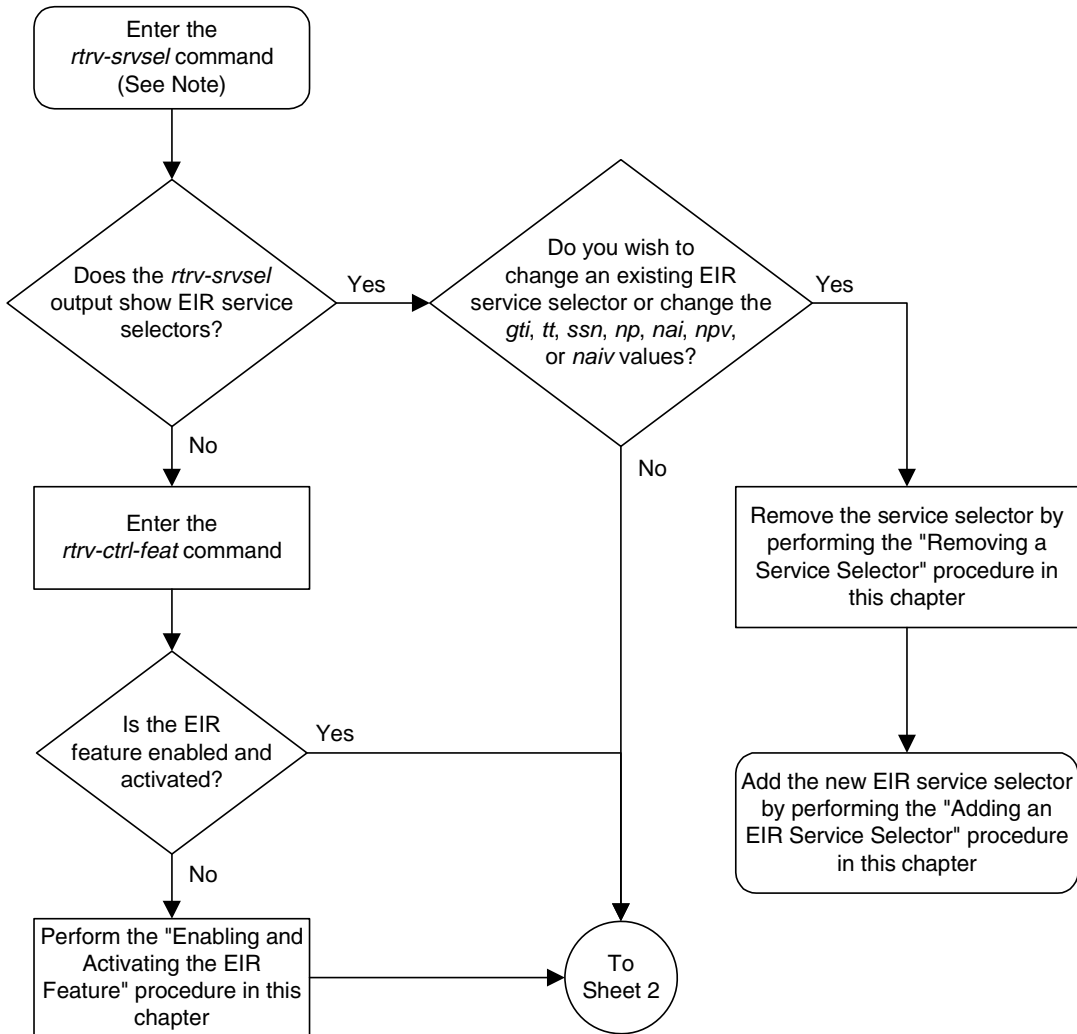 Enter the
rtrv-srvsel command
(See Note)
Does the rtrv-srvsel
output show EIR service
selectors?
Yes
Do you wish to
change an existing EIR
service selector or change the
gti, tt, ssn, np, nai, npv,
or naiv values?
Yes
No
No
Enter the
rtrv-ctrl-feat command
Remove the service selector by
performing the "Removing a
Service Selector" procedure in
this chapter
Is the EIR
feature enabled and
activated?
Yes
Add the new EIR service selector
by performing the "Adding an
EIR Service Selector" procedure
in this chapter
No
Perform the "Enabling and
Activating the EIR
Feature" procedure in this
chapter
To
Sheet 2